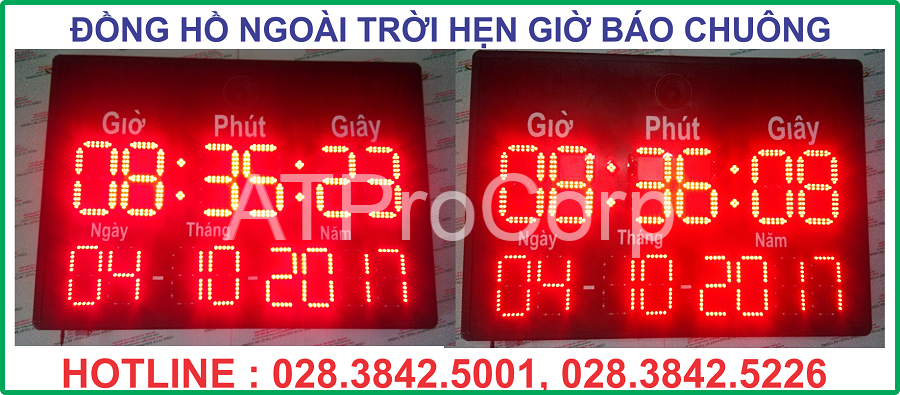 ĐỒNG HỒ NGOÀI TRỜI HẸN GIỜ BÁO CHUÔNG
Giờ Phút Giây
08:35:23
Ngày Tháng Năm
04-10-2017
Giờ Phút Giây
08:36:08
Ngày Tháng Năm
04-10-2017
ATProCorp
HOTLINE : 028.3842.5001, 028.3842.5226